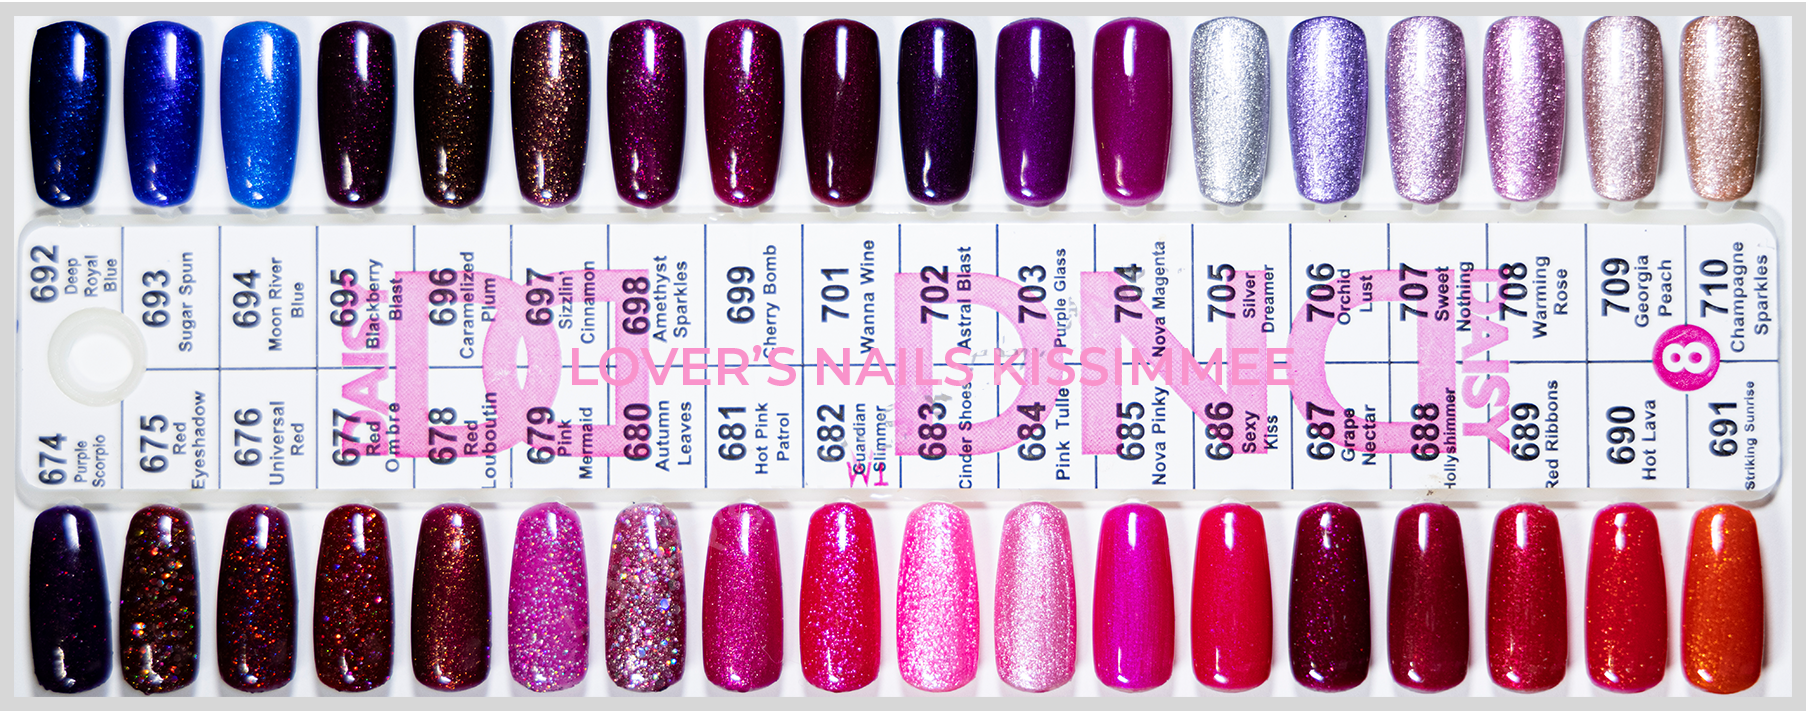 692
Deep
Royal
Blue
693
Sugar Spun
694
Moon River
Blue
695
Blackberry
Blast
696
Caramelized
Plum
697
Sizzlin'
Cinnamon
698
Amethyst
Sparkles
699
Cherry Bomb
701
Wanna Wine
702
Astral Blast
703
Purple Glass
704
Nova Magenta
705
Silver
Dreamer
706
Orchid
Lust
707
Sweet
Nothing
708
Warming
Rose
709
Georgia
Peach
710
Champagne
Sparkles
DAISY
DND
DAISY
8
LOVER'S NAILS KISSIMMEE
674
Purple
Scorpio
675
Red
Eyeshadow
676
Universal
Red
677
Red
Ombre
678
Red
Louboutin
679
Pink
Mermaid
680
Autumn
Leaves
681
Hot Pink
Patrol
682
Guardian
Slimmer
683
Cinder Shoes
684
Pink Tulle
685
Nova Pinky
686
Sexy
Kiss
687
Grape
Nectar
688
Hollyshimmer
689
Red Ribbons
690
Hot Lava
691
Striking Sunrise